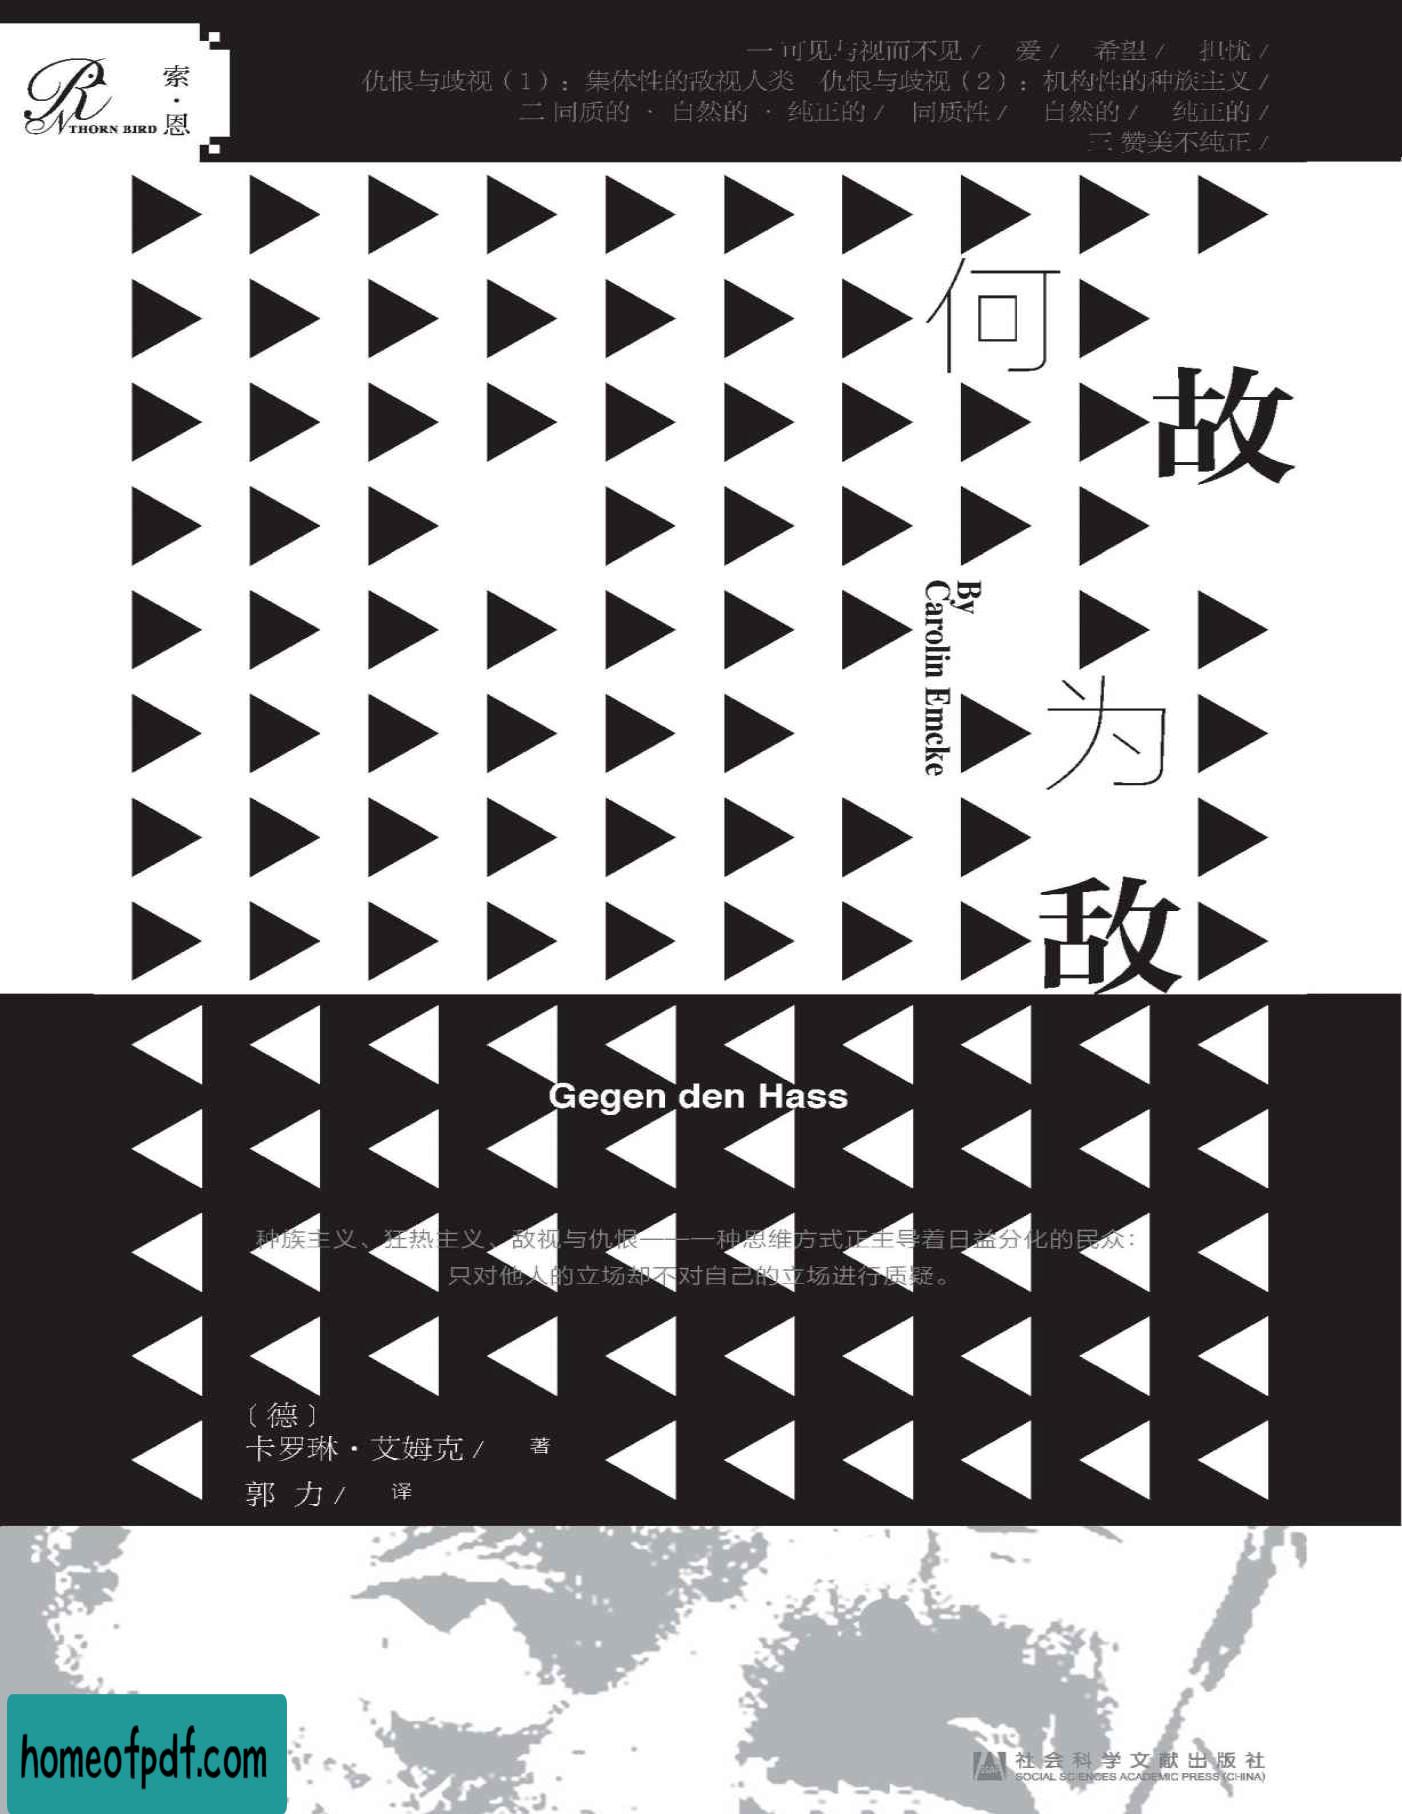 索·恩
THORN BIRD
一 可见与视而不见 / 爱 / 希望 / 担忧 /
仇恨与歧视（1）：集体性的敌视人类 仇恨与歧视（2）：机构性的种族主义 /
二 同质的 · 自然的 · 纯正的 / 同质性 / 自然的 / 纯正的 /
三 赞美不纯正 /
何
故
为
敌
By
Carolin Emcke
Gegen den Hass
种族主义、狂热主义、敌视与仇恨———一种思维方式正主导着日益分化的民众：
只对他人的立场却不对自己的立场进行质疑。
〔德〕
卡罗琳·艾姆克 / 著
郭 力 / 译
homeofpdf.com
社会科学文献出版社
SOCIAL SCIENCES ACADEMIC PRESS (CHINA)